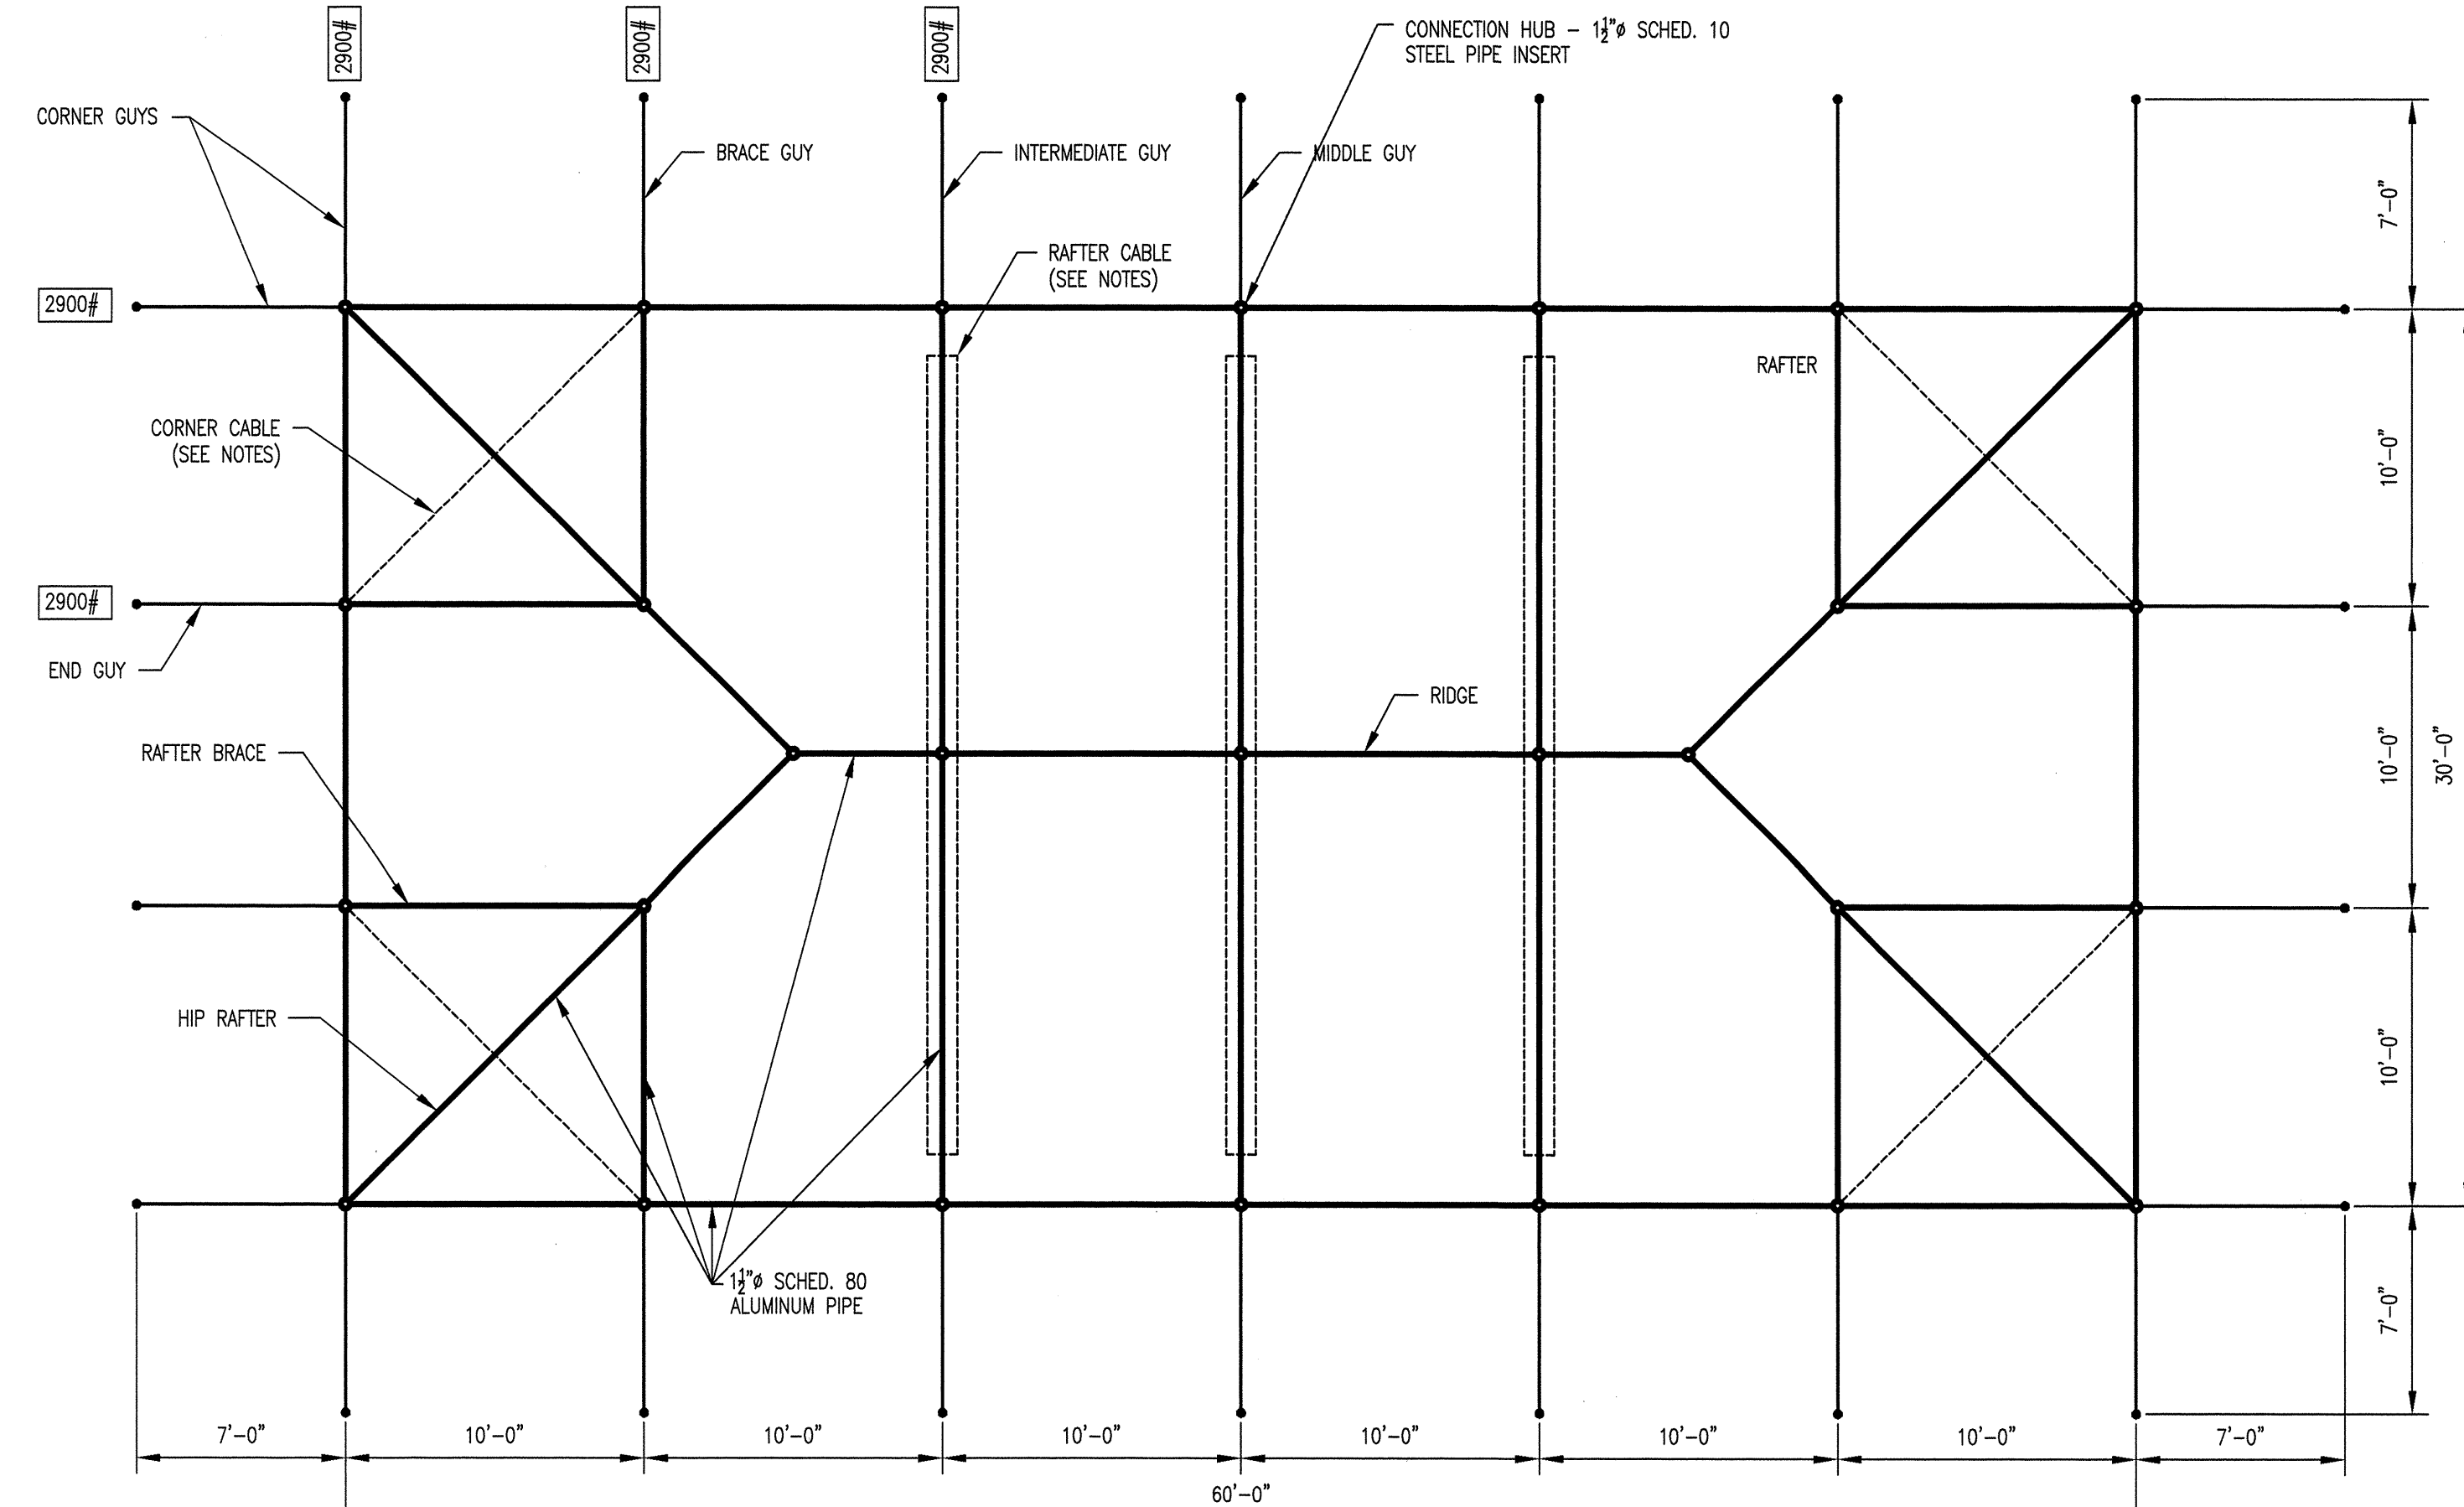 2900#
2900#
2900#
CONNECTION HUB – 1½"ø SCHED. 10
STEEL PIPE INSERT
CORNER GUYS
BRACE GUY
INTERMEDIATE GUY
MIDDLE GUY
7'-0"
RAFTER CABLE
(SEE NOTES)
2900#
RAFTER
CORNER CABLE
(SEE NOTES)
10'-0"
2900#
END GUY
RIDGE
RAFTER BRACE
10'-0"
30'-0"
HIP RAFTER
10'-0"
1½"ø SCHED. 80
ALUMINUM PIPE
7'-0"
7'-0"
10'-0"
10'-0"
10'-0"
10'-0"
10'-0"
10'-0"
7'-0"
60'-0"